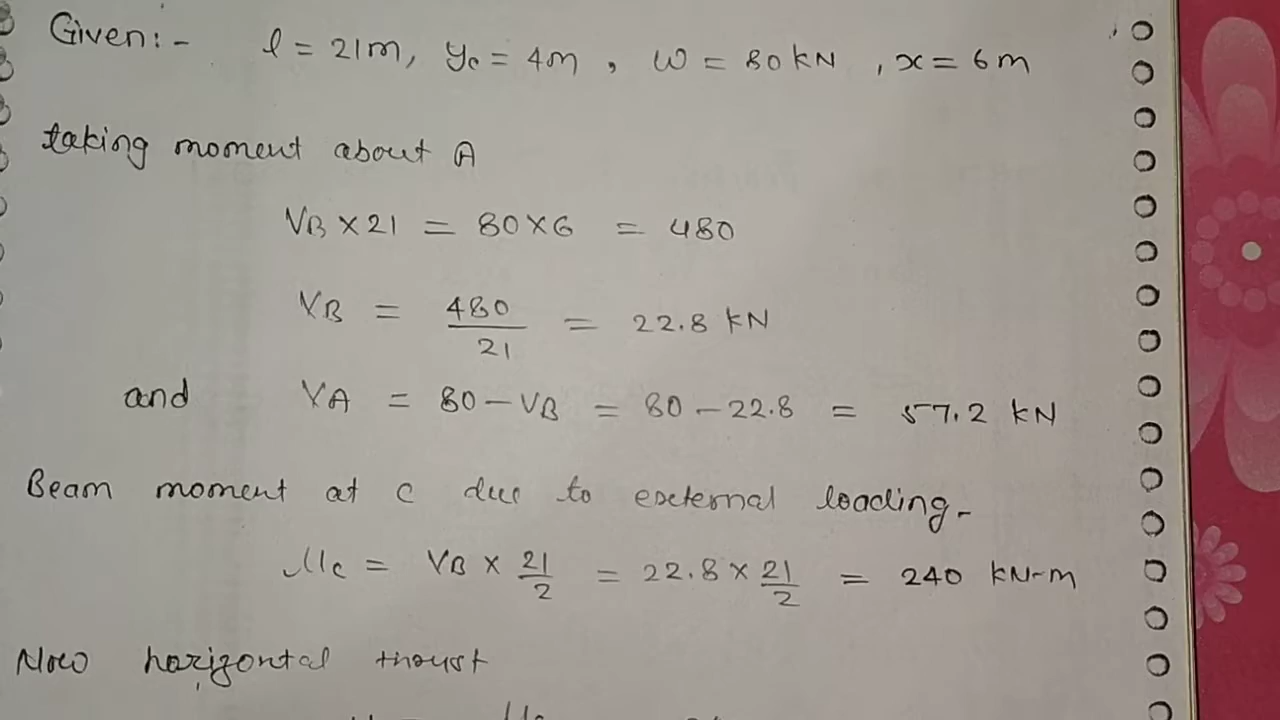 Given:- l = 21m, yc = 4m, W = 80 kN, x = 6m
taking moment about A
VB × 21 = 80×6 = 480
VB = 480/21 = 22.8 kN
and VA = 80 - VB = 80 - 22.8 = 57.2 kN
Beam moment at c due to external loading-
Mc = VB × 21/2 = 22.8 × 21/2 = 240 kN-m
Now horizontal thrust